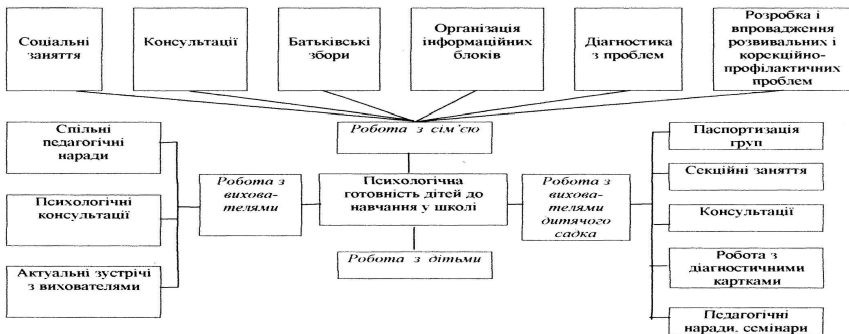 Соціальні
заняття
Консультації
Батьківські
збори
Організація
інформаційних
блоків
Діагностика
з проблем
Розробка і
впровадження
розвивальних і
корекційно-
профілактичних
проблем
Робота з сім’єю
Спільні
педагогічні
наради
Психологічні
консультації
Актуальні зустрічі
з вихователями
Робота з
вихова-
телями
Психологічна
готовність дітей до
навчання у школі
Робота з дітьми
Робота з
вихова-
телями
дитячого
садка
Паспортизація
груп
Секційні заняття
Консультації
Робота з
діагностичними
картками
Педагогічні
наради. семінари